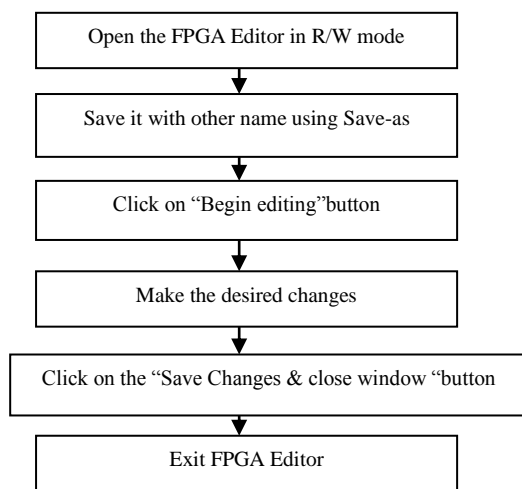 Open the FPGA Editor in R/W mode
Save it with other name using Save-as
Click on “Begin editing”button
Make the desired changes
Click on the “Save Changes & close window “button
Exit FPGA Editor